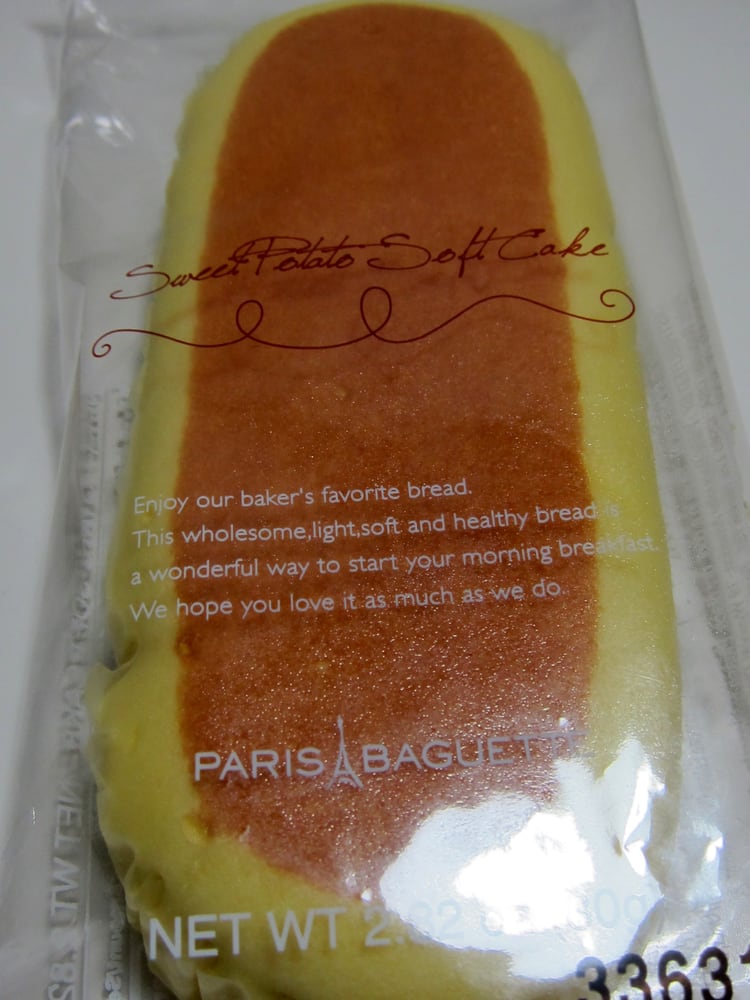 Sweet Potato Soft Cake
Enjoy our baker's favorite bread.
This wholesome,light,soft and healthy bread is
a wonderful way to start your morning breakfast.
We hope you love it as much as we do.
PARIS BAGUETTE
NET WT 2.82
33631